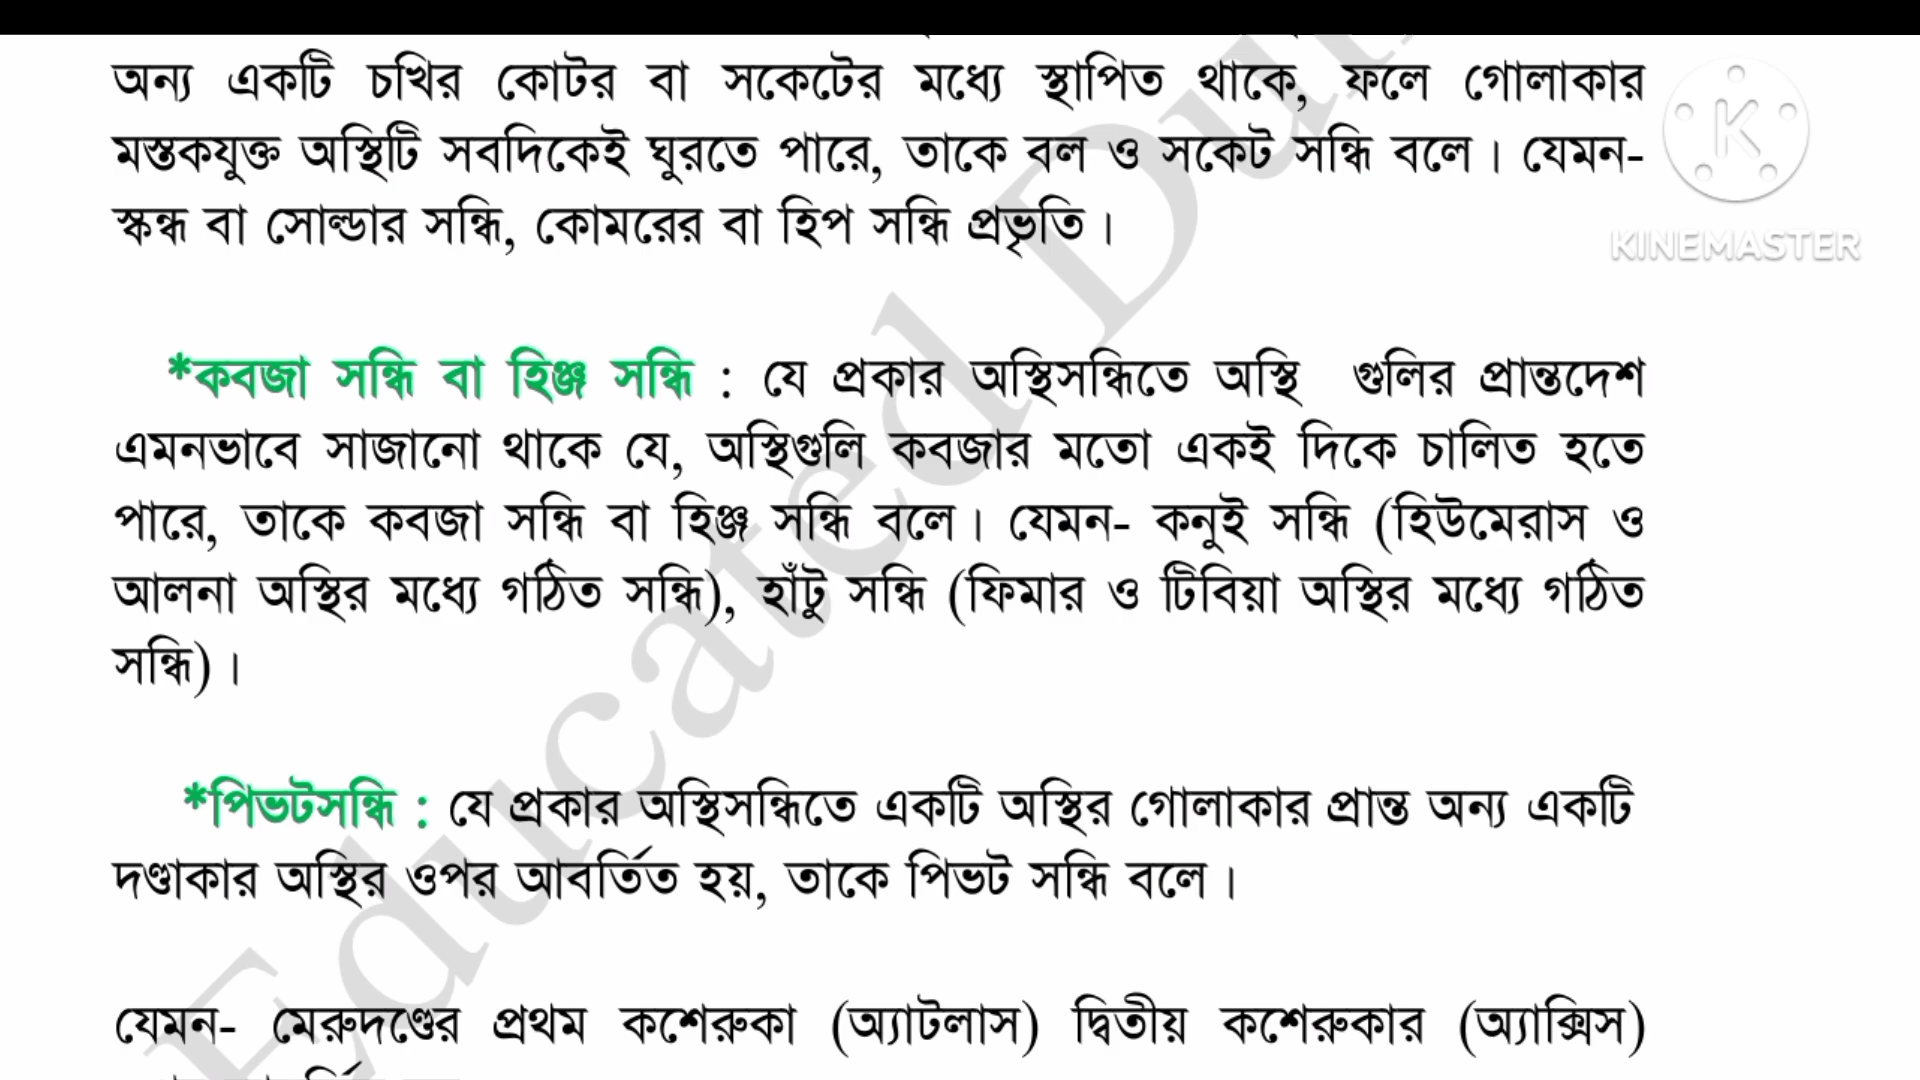 অন্য একটি চখির কোটর বা সকেটের মধ্যে স্থাপিত থাকে, ফলে গোলাকার
মস্তকযুক্ত অস্থিটি সবদিকেই ঘুরতে পারে, তাকে বল ও সকেট সন্ধি বলে। যেমন-
স্কন্ধ বা সোল্ডার সন্ধি, কোমরের বা হিপ সন্ধি প্রভৃতি।
K
KINEMASTER
*কবজা সন্ধি বা হিঞ্জ সন্ধি : যে প্রকার অস্থিসন্ধিতে অস্থি গুলির প্রান্তদেশ
এমনভাবে সাজানো থাকে যে, অস্থিগুলি কবজার মতো একই দিকে চালিত হতে
পারে, তাকে কবজা সন্ধি বা হিঞ্জ সন্ধি বলে। যেমন- কনুই সন্ধি (হিউমেরাস ও
আলনা অস্থির মধ্যে গঠিত সন্ধি), হাঁটু সন্ধি (ফিমার ও টিবিয়া অস্থির মধ্যে গঠিত
সন্ধি)।
*পিভটসন্ধি : যে প্রকার অস্থিসন্ধিতে একটি অস্থির গোলাকার প্রান্ত অন্য একটি
দণ্ডাকার অস্থির ওপর আবর্তিত হয়, তাকে পিভট সন্ধি বলে।
যেমন- মেরুদণ্ডের প্রথম কশেরুকা (অ্যাটলাস) দ্বিতীয় কশেরুকার (অ্যাক্সিস)
Educated